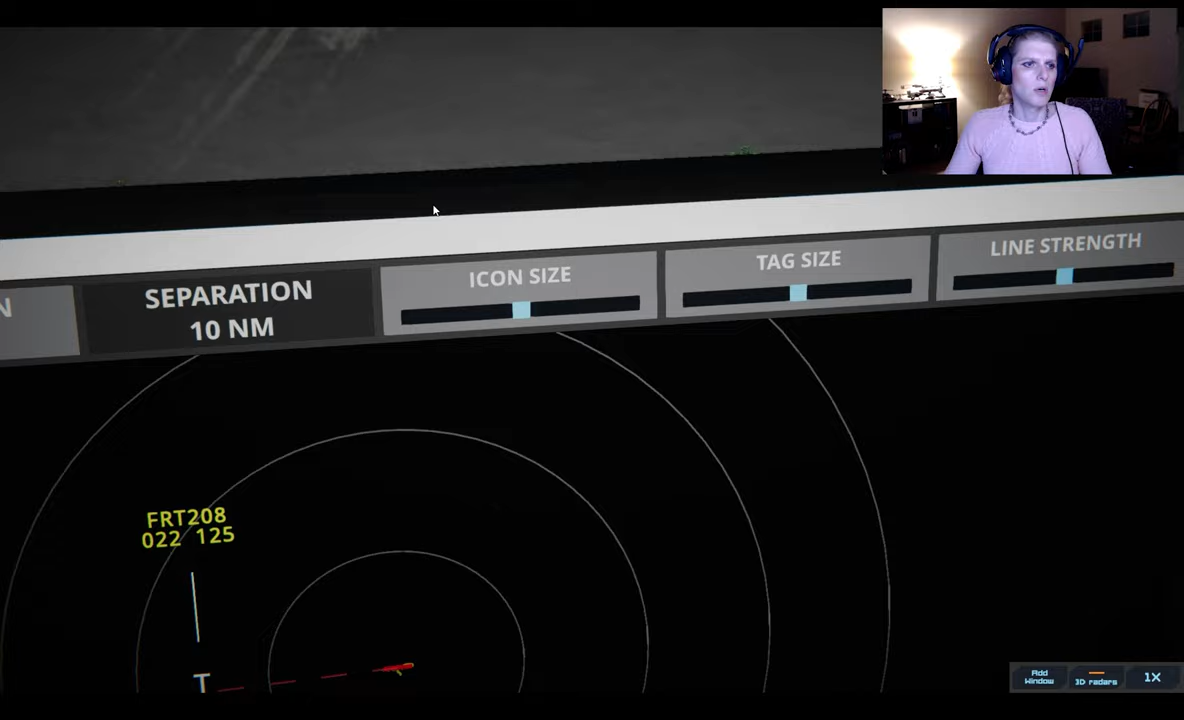 N
SEPARATION
10 NM
ICON SIZE
TAG SIZE
LINE STRENGTH
FRT208
022 125
T
Add
Window
3D radars
1X